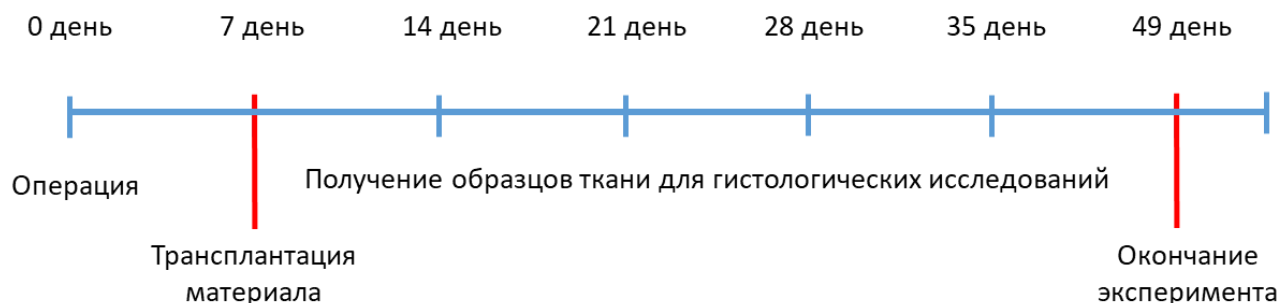 0 день 7 день 14 день 21 день 28 день 35 день 49 день
Операция
Получение образцов ткани для гистологических исследований
Трансплантация
материала
Окончание
эксперимента